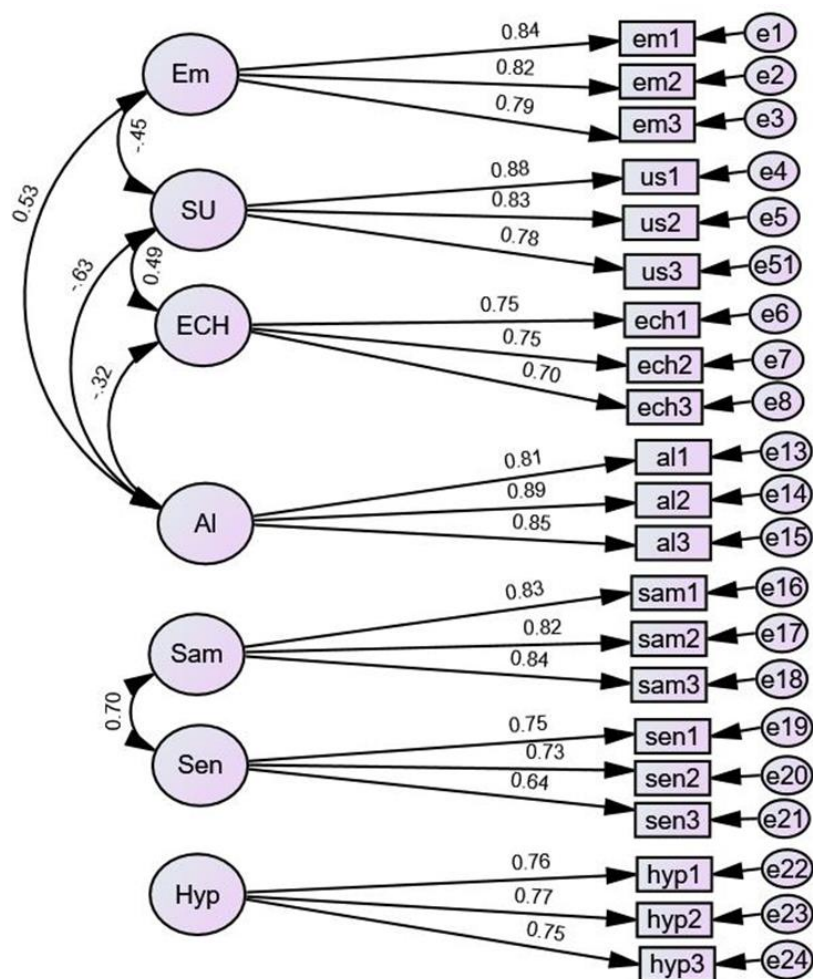 0.84 em1 e1
Em 0.82 em2 e2
0.79 em3 e3
-.45
0.88 us1 e4
0.53 SU 0.83 us2 e5
0.78 us3 e51
-.63 0.49
ECH 0.75 ech1 e6
0.75 ech2 e7
-.32 0.70 ech3 e8
0.81 al1 e13
Al 0.89 al2 e14
0.85 al3 e15
0.83 sam1 e16
Sam 0.82 sam2 e17
0.84 sam3 e18
0.70
0.75 sen1 e19
Sen 0.73 sen2 e20
0.64 sen3 e21
0.76 hyp1 e22
Hyp 0.77 hyp2 e23
0.75 hyp3 e24